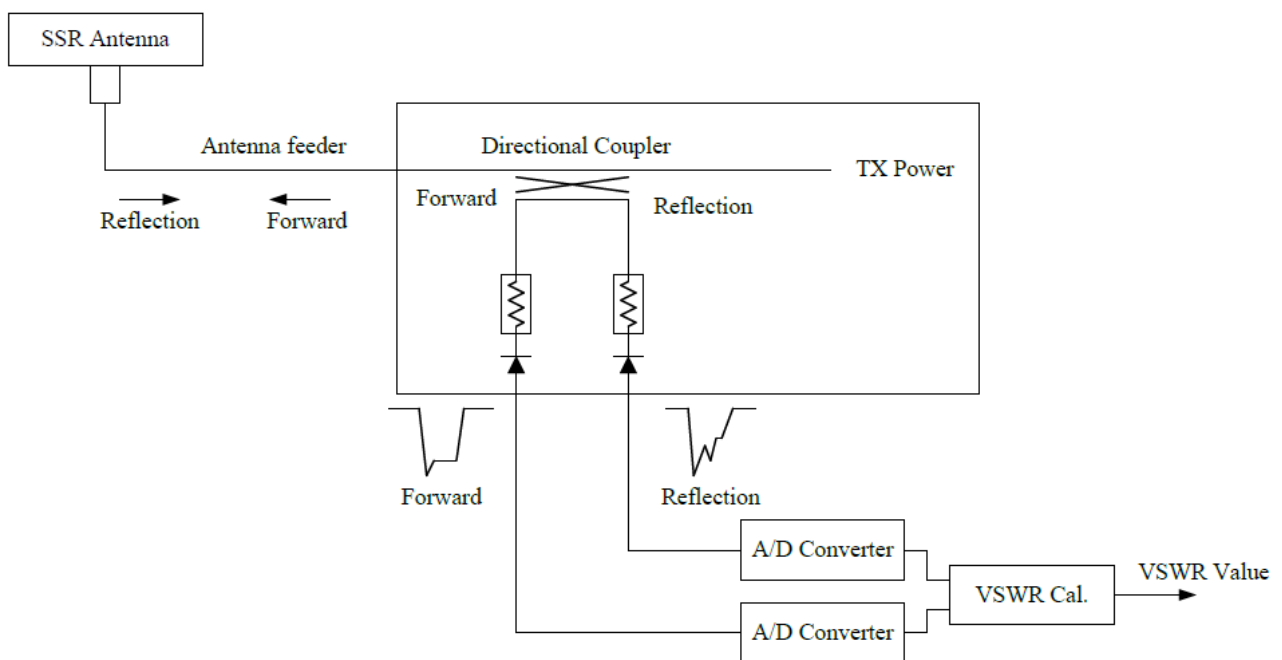 SSR Antenna
Antenna feeder
Directional Coupler
TX Power
Forward
Reflection
Reflection
Forward
Forward
Reflection
A/D Converter
VSWR Value
VSWR Cal.
A/D Converter